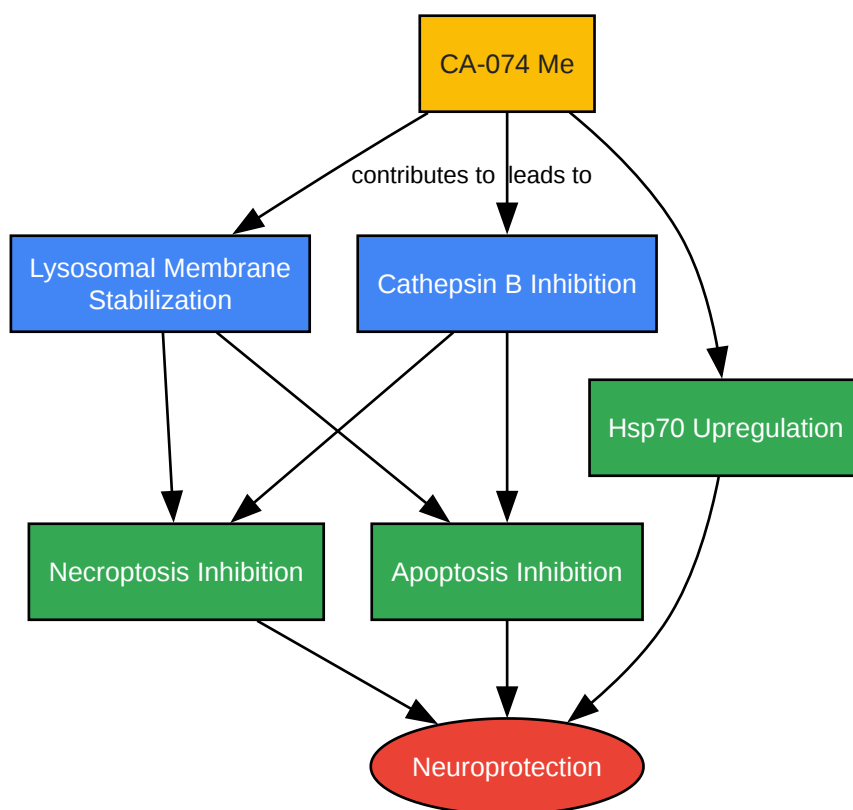 CA-074 Me
contributes to
leads to
Lysosomal Membrane
Stabilization
Cathepsin B Inhibition
Hsp70 Upregulation
Necroptosis Inhibition
Apoptosis Inhibition
Neuroprotection